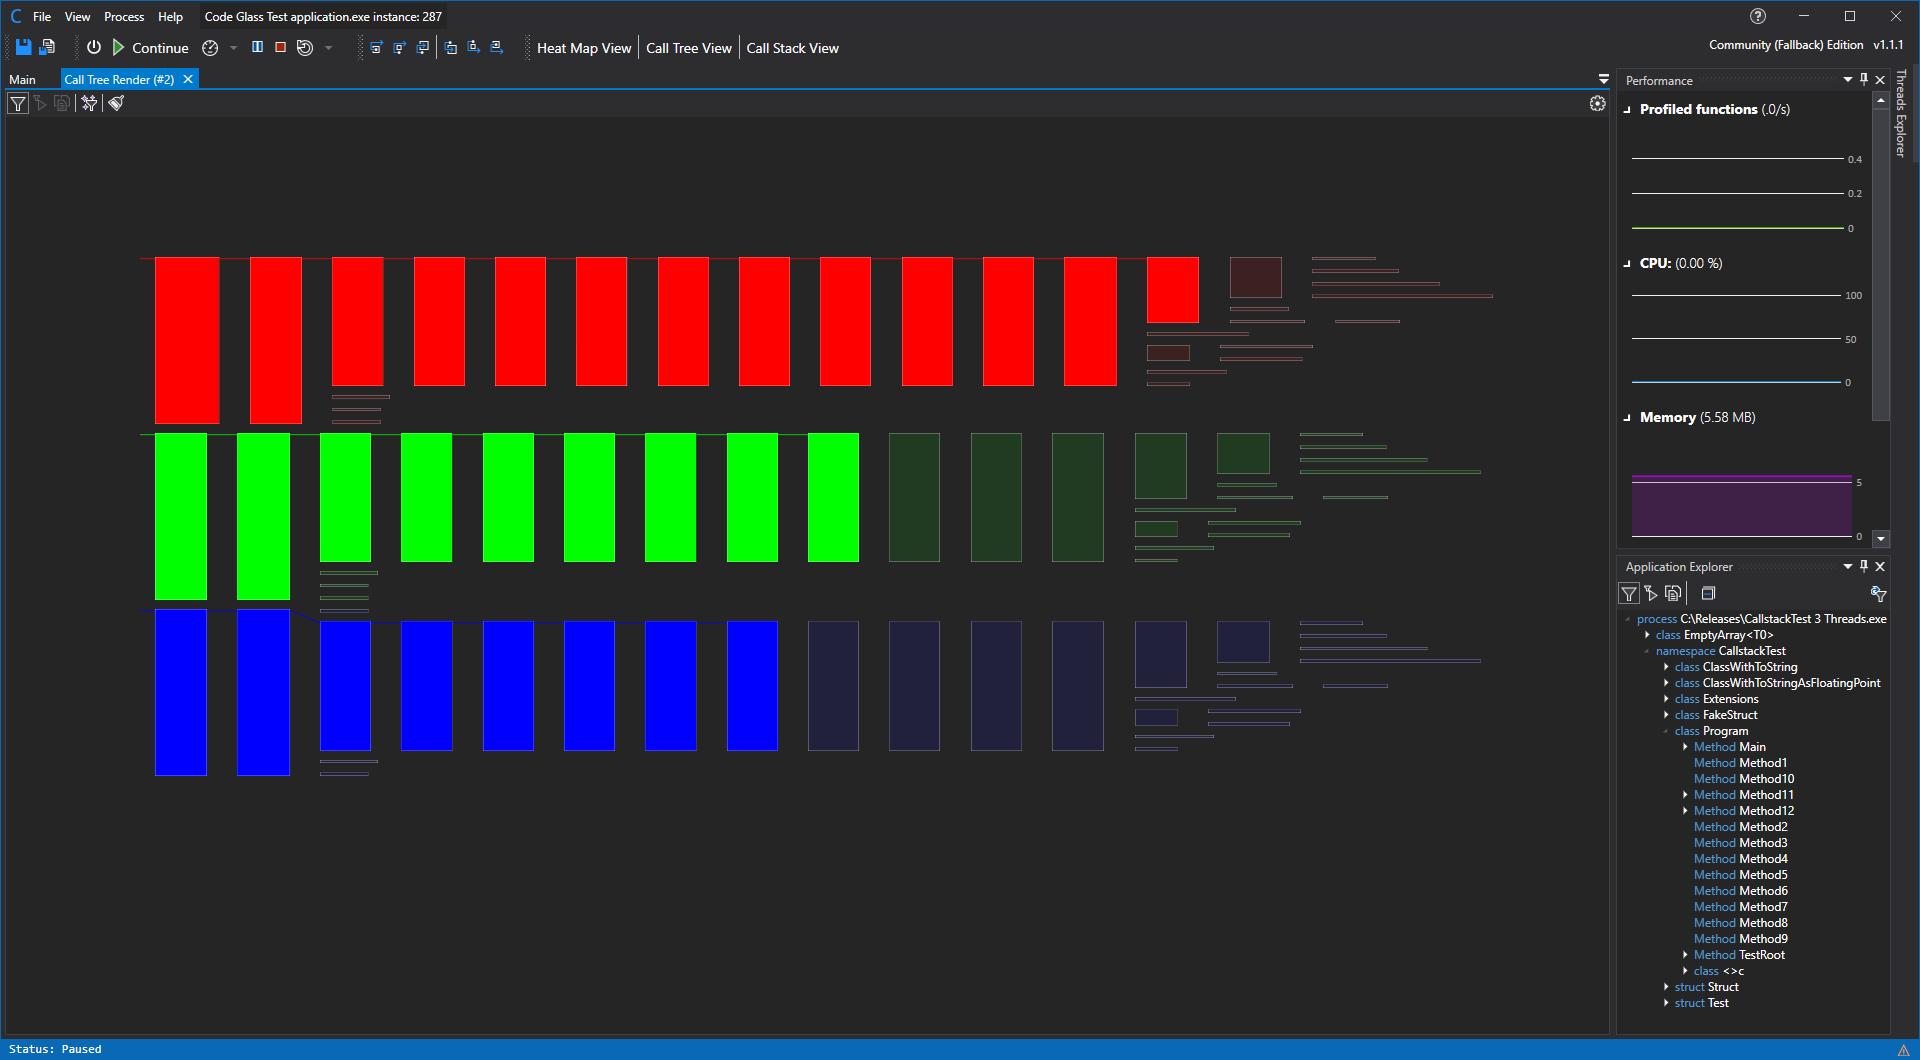 C File View Process Help Code Glass Test application.exe instance: 287
Continue Heat Map View Call Tree View Call Stack View Community (Fallback) Edition v1.1.1
Main Call Tree Render (#2)
Performance
Threads Explorer
Profiled functions (.0/s)
0.4
0.2
0
CPU: (0.00 %)
100
50
0
Memory (5.58 MB)
5
0
Application Explorer
process C:\Releases\CallstackTest 3 Threads.exe
class EmptyArray<T0>
namespace CallstackTest
class ClassWithToString
class ClassWithToStringAsFloatingPoint
class Extensions
class FakeStruct
class Program
Method Main
Method Method1
Method Method10
Method Method11
Method Method12
Method Method2
Method Method3
Method Method4
Method Method5
Method Method6
Method Method7
Method Method8
Method Method9
Method TestRoot
class <>c
struct Struct
struct Test
Status: Paused